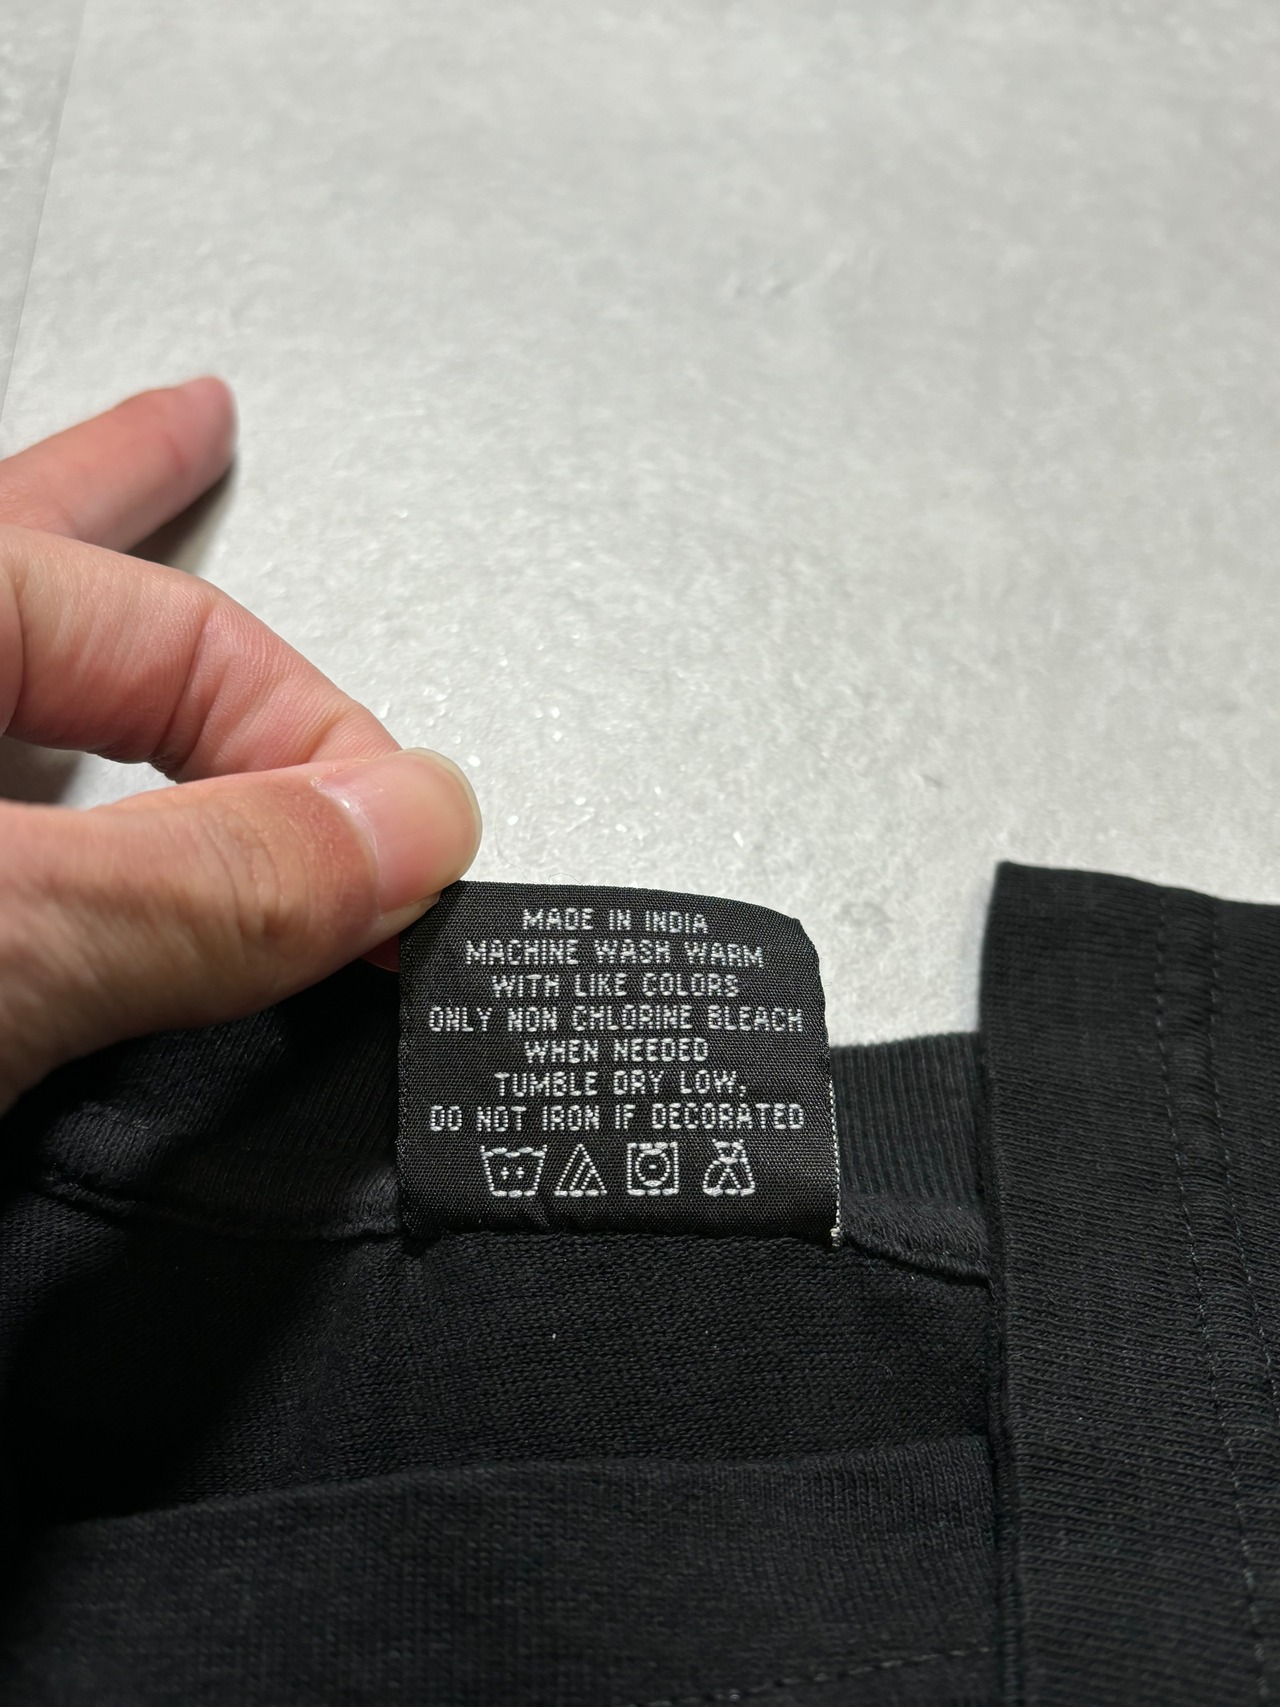 MADE IN INDIA
MACHINE WASH WARM
WITH LIKE COLORS
ONLY NON CHLORINE BLEACH
WHEN NEEDED
TUMBLE DRY LOW,
DO NOT IRON IF DECORATED